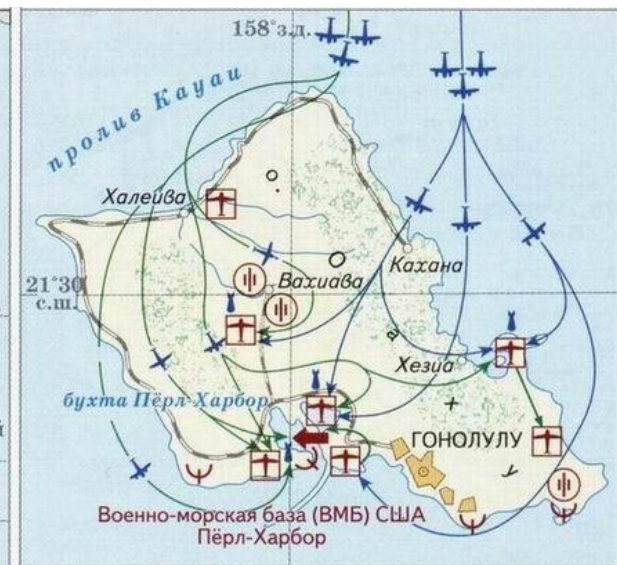 158°з.д.
пролив Кауаи
Халейва
Кахана
21°30'
с.ш.
Вахиава
Хезиа
бухта Пёрл-Харбор
ГОНОЛУЛУ
Военно-морская база (ВМБ) США
Пёрл-Харбор